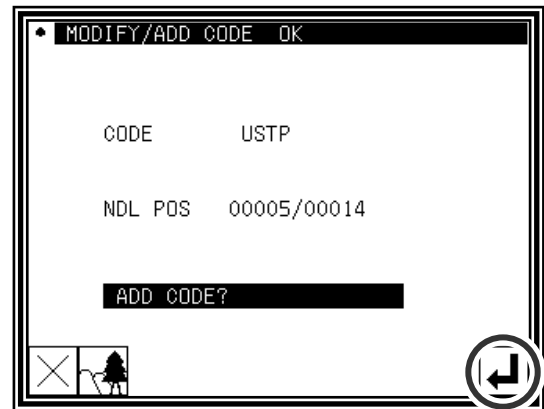 MODIFY/ADD CODE OK
CODE USTP
NDL POS 00005/00014
ADD CODE?